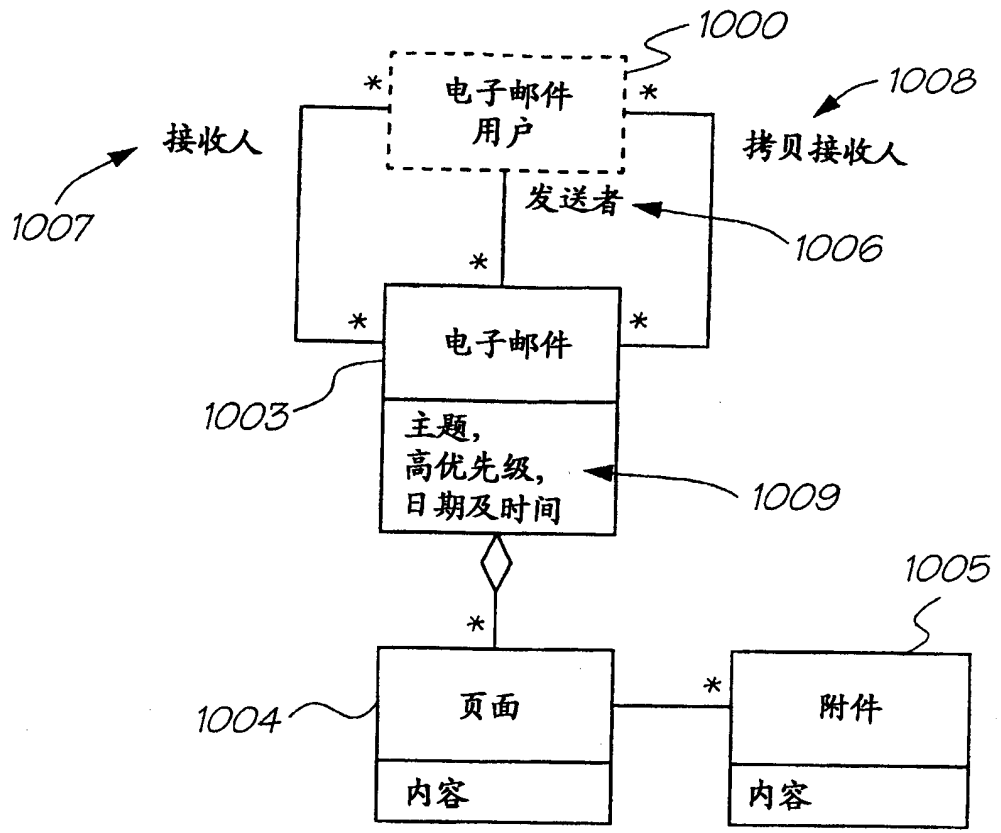 1000
*
电子邮件
用户
*
1008
接收人
拷贝接收人
1007
发送者
1006
*
*
电子邮件
*
1003
主题,
高优先级,
日期及时间
1009
1005
*
页面
*
附件
1004
内容
内容